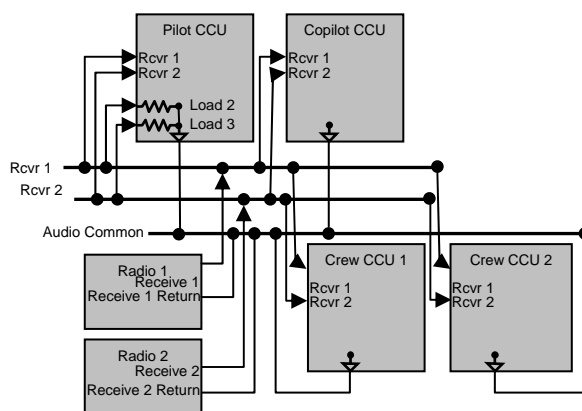 Pilot CCU
Rcvr 1
Rcvr 2
Load 2
Load 3
Copilot CCU
Rcvr 1
Rcvr 2
Rcvr 1
Rcvr 2
Audio Common
Radio 1
Receive 1
Receive 1 Return
Radio 2
Receive 2
Receive 2 Return
Crew CCU 1
Rcvr 1
Rcvr 2
Crew CCU 2
Rcvr 1
Rcvr 2